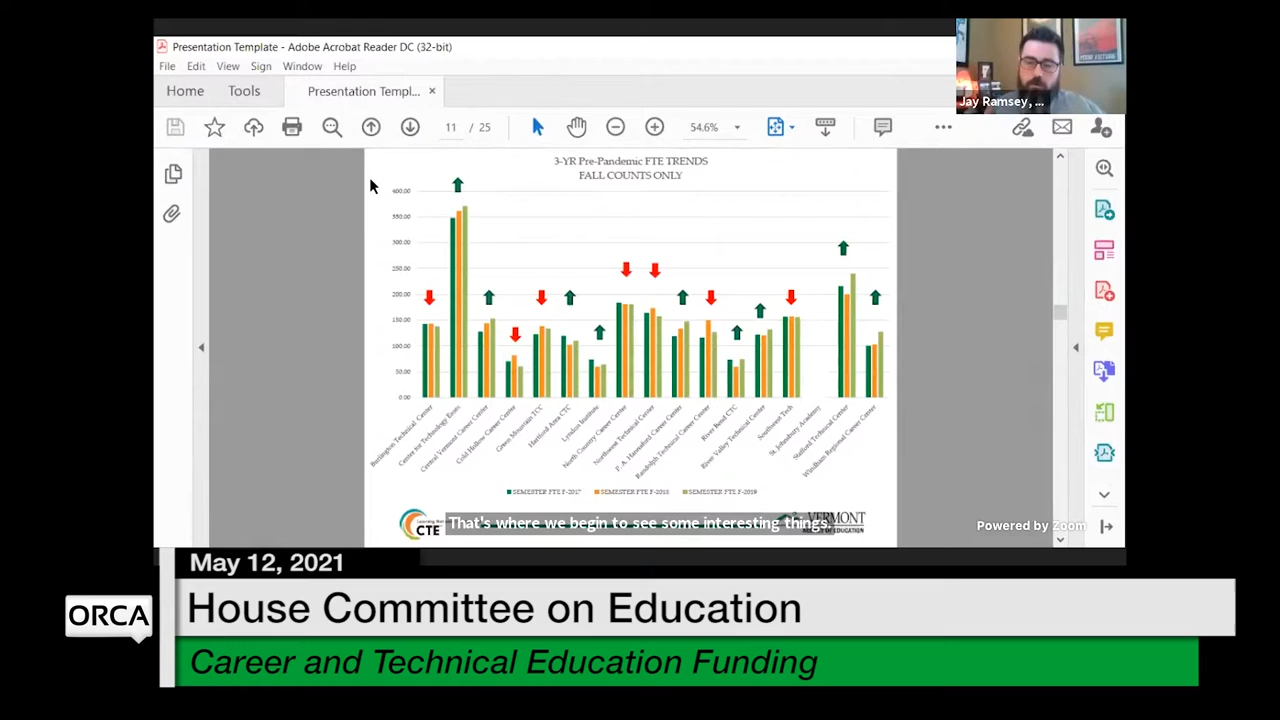 Presentation Template - Adobe Acrobat Reader DC (32-bit)
File Edit View Sign Window Help
Home Tools Presentation Templ... ×
11 / 25 54.6%
Jay Ramsey, ...
3-YR Pre-Pandemic FTE TRENDS
FALL COUNTS ONLY
400.00
350.00
300.00
250.00
200.00
150.00
100.00
50.00
0.00
Burlington Technical Center
Center for Technology Essex
Central Vermont Career Center
Cold Hollow Career Center
Green Mountain TCC
Hartford Area CTC
Lyndon Institute
North Country Career Center
Northwest Technical Center
P. A. Hannaford Career Center
Randolph Technical Career Center
River Bend CTC
River Valley Technical Center
Southwest Tech
St. Johnsbury Academy
Stafford Technical Center
Windham Regional Career Center
SEMESTER FTE F-2017 SEMESTER FTE F-2018 SEMESTER FTE F-2019
CTE
That's where we begin to see some interesting things.
VERMONT
OF EDUCATION
Powered by Zoom
May 12, 2021
ORCA
House Committee on Education
Career and Technical Education Funding